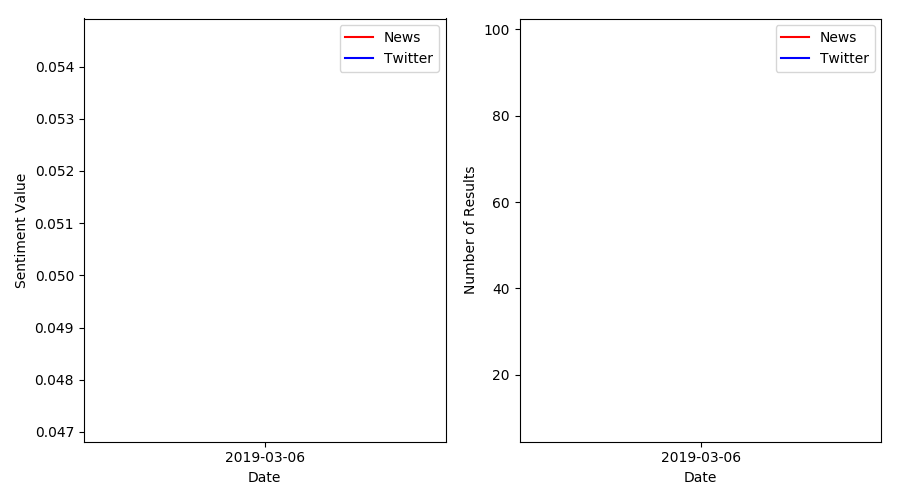 News
Twitter
0.054
0.053
0.052
0.051
0.050
0.049
0.048
0.047
Sentiment Value
2019-03-06
Date
News
Twitter
100
80
60
40
20
Number of Results
2019-03-06
Date